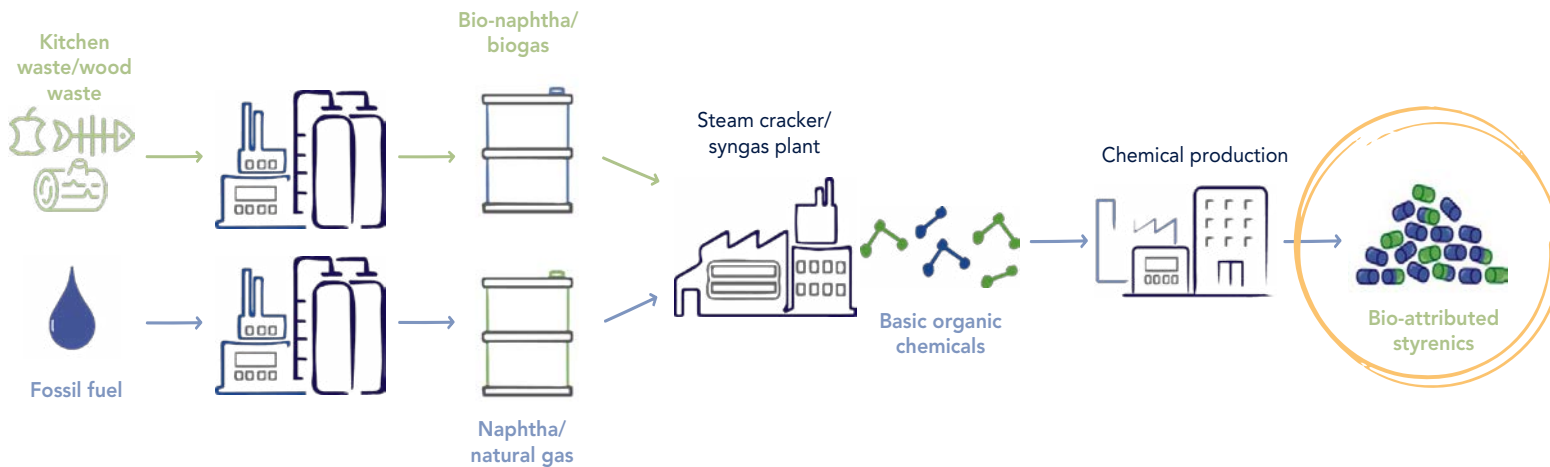 Kitchen
waste/wood
waste
Bio-naphtha/
biogas
Fossil fuel
Naphtha/
natural gas
Steam cracker/
syngas plant
Basic organic
chemicals
Chemical production
Bio-attributed
styrenics